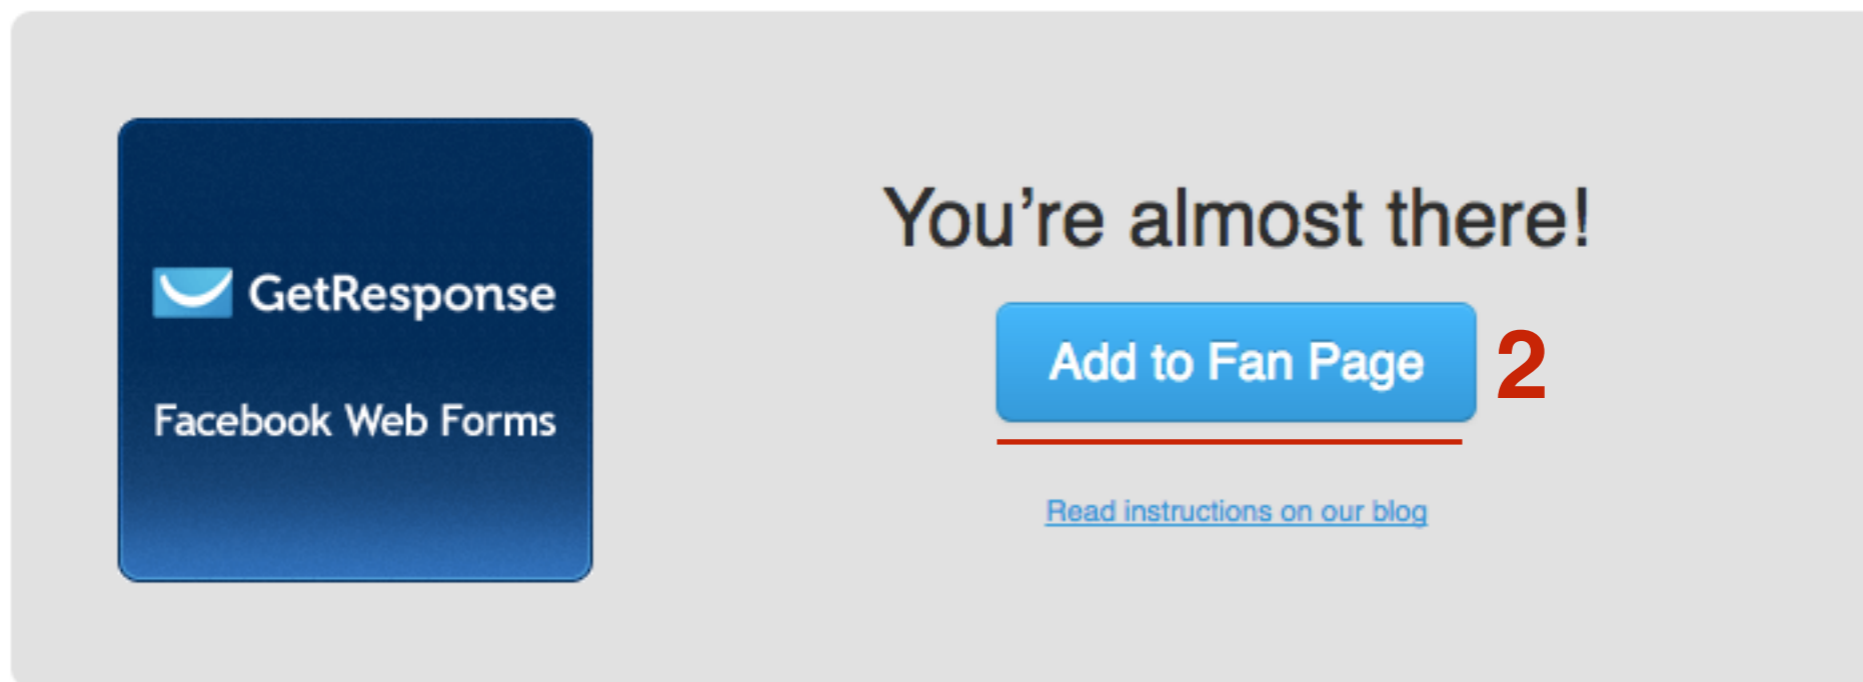 You're almost there!
GetResponse
Add to Fan Page 2
Facebook Web Forms
Read instructions on our blog